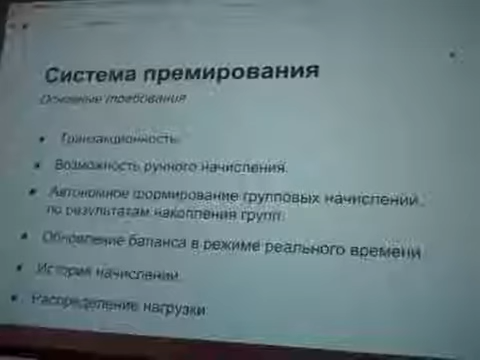 Система премирования
Основные требования
Транзакционность.
Возможность ручного начисления.
Автономное формирование групповых начислений,
по результатам накопления групп.
Обновление баланса в режиме реального времени
История начислений.
Распределение нагрузки